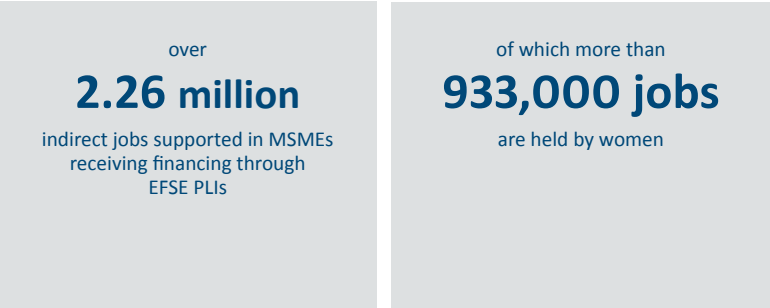 over
2.26 million
indirect jobs supported in MSMEs
receiving financing through
EFSE PLIs
of which more than
933,000 jobs
are held by women